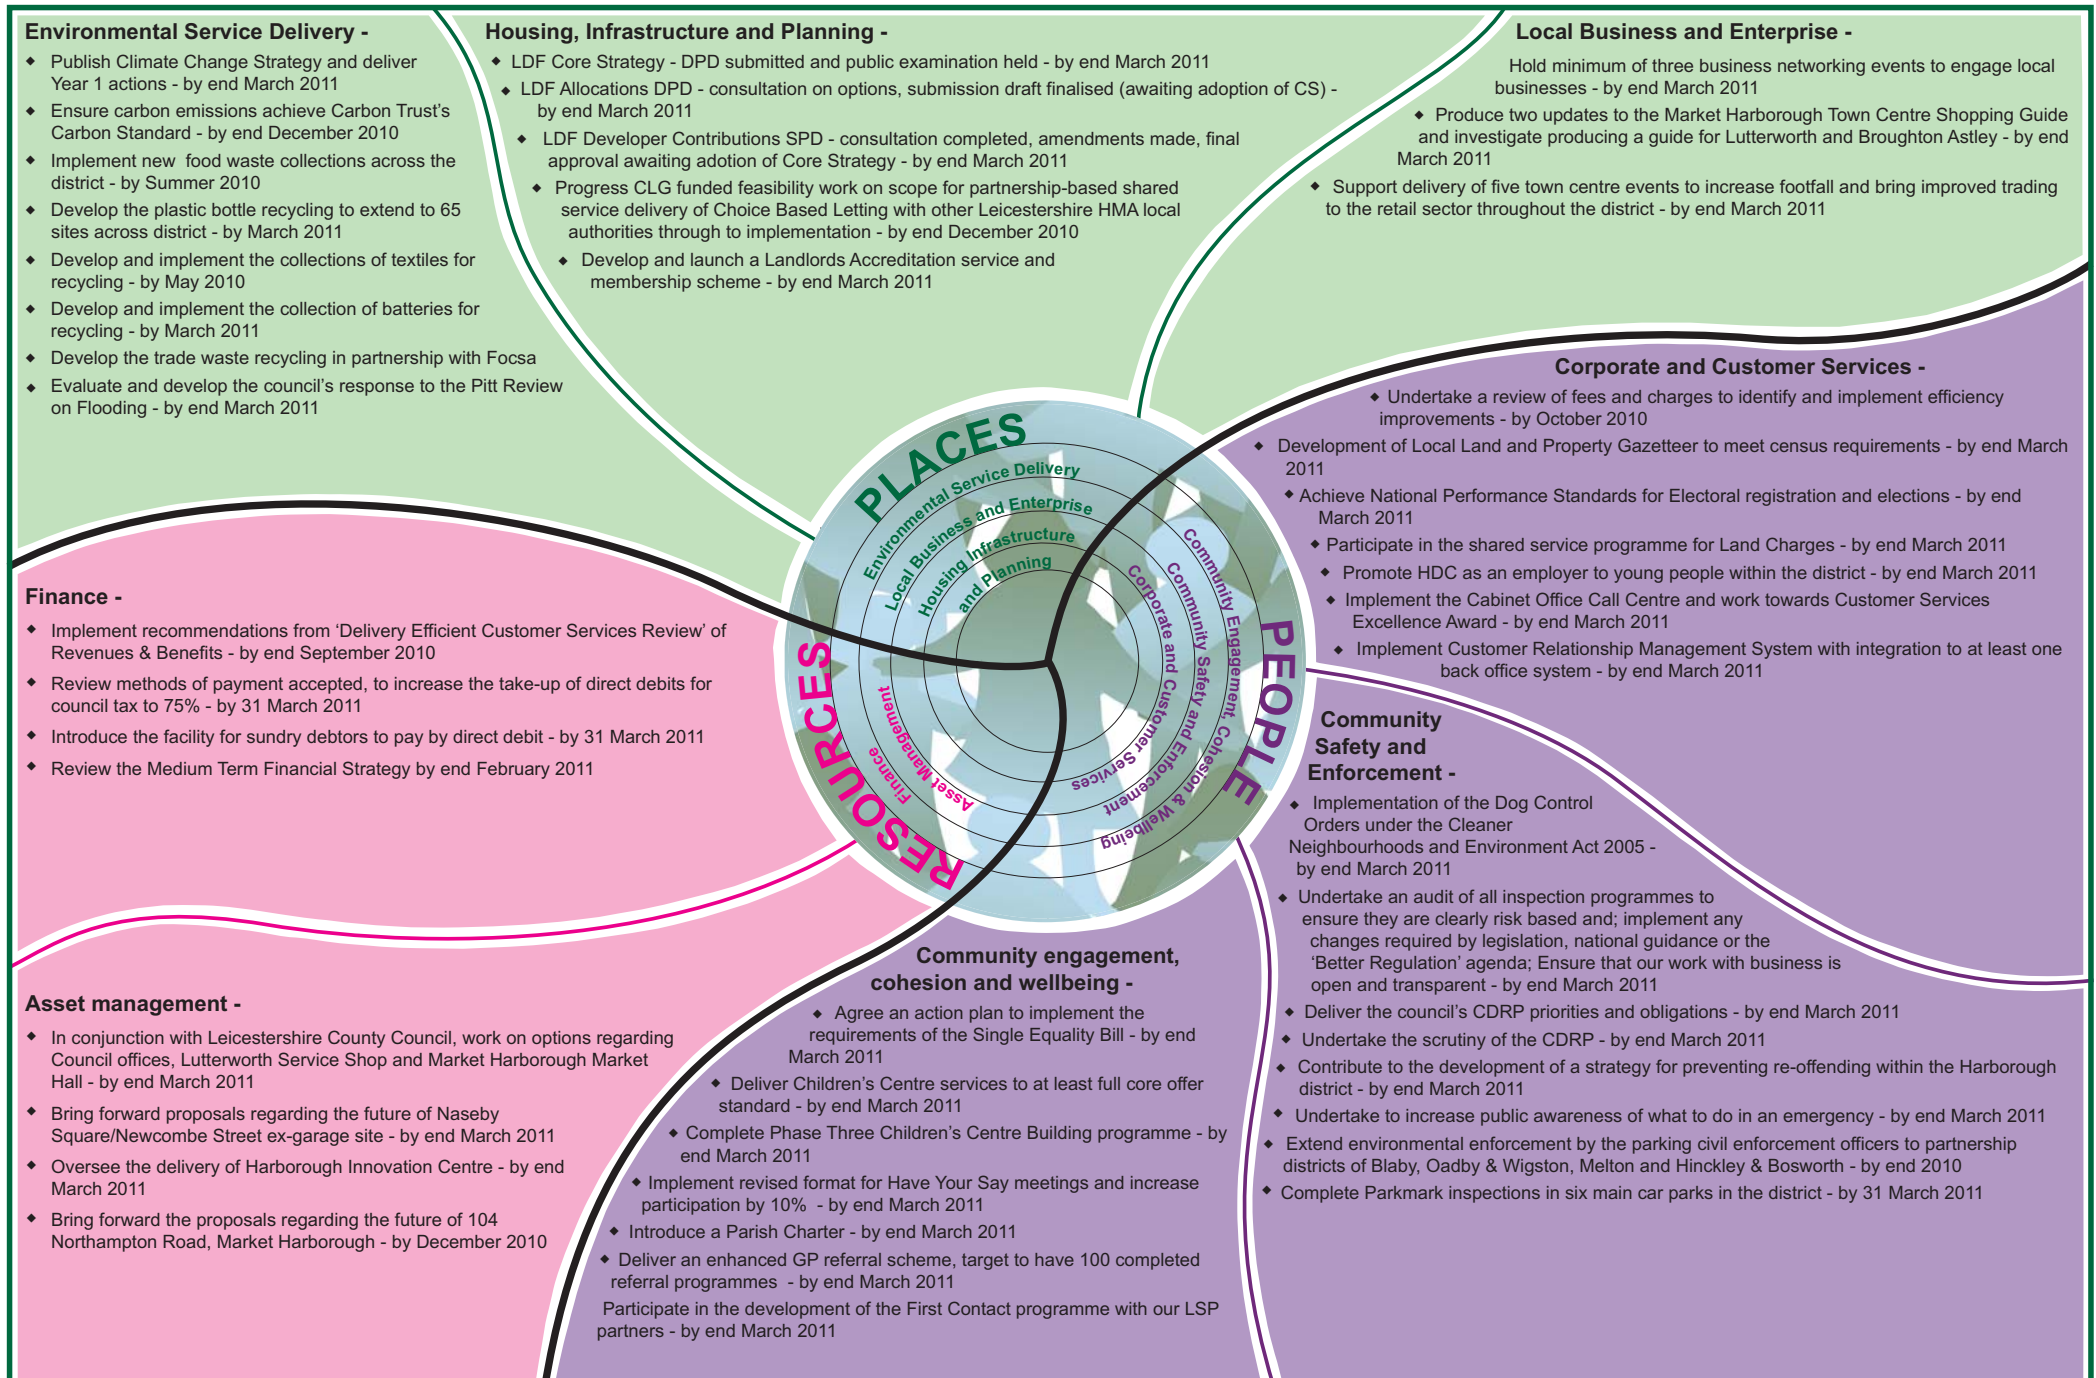 Environmental Service Delivery -
◆ Publish Climate Change Strategy and deliver
Year 1 actions - by end March 2011
◆ Ensure carbon emissions achieve Carbon Trust’s
Carbon Standard - by end December 2010
◆ Implement new food waste collections across the
district - by Summer 2010
◆ Develop the plastic bottle recycling to extend to 65
sites across district - by March 2011
◆ Develop and implement the collections of textiles for
recycling - by May 2010
◆ Develop and implement the collection of batteries for
recycling - by March 2011
◆ Develop the trade waste recycling in partnership with Focsa
◆ Evaluate and develop the council’s response to the Pitt Review
on Flooding - by end March 2011
Housing, Infrastructure and Planning -
◆ LDF Core Strategy - DPD submitted and public examination held - by end March 2011
◆ LDF Allocations DPD - consultation on options, submission draft finalised (awaiting adoption of CS) -
by end March 2011
◆ LDF Developer Contributions SPD - consultation completed, amendments made, final
approval awaiting adotion of Core Strategy - by end March 2011
◆ Progress CLG funded feasibility work on scope for partnership-based shared
service delivery of Choice Based Letting with other Leicestershire HMA local
authorities through to implementation - by end December 2010
◆ Develop and launch a Landlords Accreditation service and
membership scheme - by end March 2011
Local Business and Enterprise -
Hold minimum of three business networking events to engage local
businesses - by end March 2011
◆ Produce two updates to the Market Harborough Town Centre Shopping Guide
and investigate producing a guide for Lutterworth and Broughton Astley - by end
March 2011
◆ Support delivery of five town centre events to increase footfall and bring improved trading
to the retail sector throughout the district - by end March 2011
Corporate and Customer Services -
◆ Undertake a review of fees and charges to identify and implement efficiency
improvements - by October 2010
◆ Development of Local Land and Property Gazetteer to meet census requirements - by end March
2011
◆ Achieve National Performance Standards for Electoral registration and elections - by end
March 2011
◆ Participate in the shared service programme for Land Charges - by end March 2011
◆ Promote HDC as an employer to young people within the district - by end March 2011
◆ Implement the Cabinet Office Call Centre and work towards Customer Services
Excellence Award - by end March 2011
◆ Implement Customer Relationship Management System with integration to at least one
back office system - by end March 2011
PLACES
Environmental Service Delivery
Local Business and Enterprise
Housing Infrastructure
and Planning
PEOPLE
Community Engagement, Cohesion & Wellbeing
Community Safety and Enforcement
Corporate and Customer Services
RESOURCES
Finance
Asset Management
Finance -
◆ Implement recommendations from ‘Delivery Efficient Customer Services Review’ of
Revenues & Benefits - by end September 2010
◆ Review methods of payment accepted, to increase the take-up of direct debits for
council tax to 75% - by 31 March 2011
◆ Introduce the facility for sundry debtors to pay by direct debit - by 31 March 2011
◆ Review the Medium Term Financial Strategy by end February 2011
Asset management -
◆ In conjunction with Leicestershire County Council, work on options regarding
Council offices, Lutterworth Service Shop and Market Harborough Market
Hall - by end March 2011
◆ Bring forward proposals regarding the future of Naseby
Square/Newcombe Street ex-garage site - by end March 2011
◆ Oversee the delivery of Harborough Innovation Centre - by end
March 2011
◆ Bring forward the proposals regarding the future of 104
Northampton Road, Market Harborough - by December 2010
Community engagement,
cohesion and wellbeing -
◆ Agree an action plan to implement the
requirements of the Single Equality Bill - by end
March 2011
◆ Deliver Children’s Centre services to at least full core offer
standard - by end March 2011
◆ Complete Phase Three Children’s Centre Building programme - by
end March 2011
◆ Implement revised format for Have Your Say meetings and increase
participation by 10% - by end March 2011
◆ Introduce a Parish Charter - by end March 2011
◆ Deliver an enhanced GP referral scheme, target to have 100 completed
referral programmes - by end March 2011
Participate in the development of the First Contact programme with our LSP
partners - by end March 2011
Community
Safety and
Enforcement -
◆ Implementation of the Dog Control
Orders under the Cleaner
Neighbourhoods and Environment Act 2005 -
by end March 2011
◆ Undertake an audit of all inspection programmes to
ensure they are clearly risk based and; implement any
changes required by legislation, national guidance or the
‘Better Regulation’ agenda; Ensure that our work with business is
open and transparent - by end March 2011
◆ Deliver the council’s CDRP priorities and obligations - by end March 2011
◆ Undertake the scrutiny of the CDRP - by end March 2011
◆ Contribute to the development of a strategy for preventing re-offending within the Harborough
district - by end March 2011
◆ Undertake to increase public awareness of what to do in an emergency - by end March 2011
◆ Extend environmental enforcement by the parking civil enforcement officers to partnership
districts of Blaby, Oadby & Wigston, Melton and Hinckley & Bosworth - by end 2010
◆ Complete Parkmark inspections in six main car parks in the district - by 31 March 2011